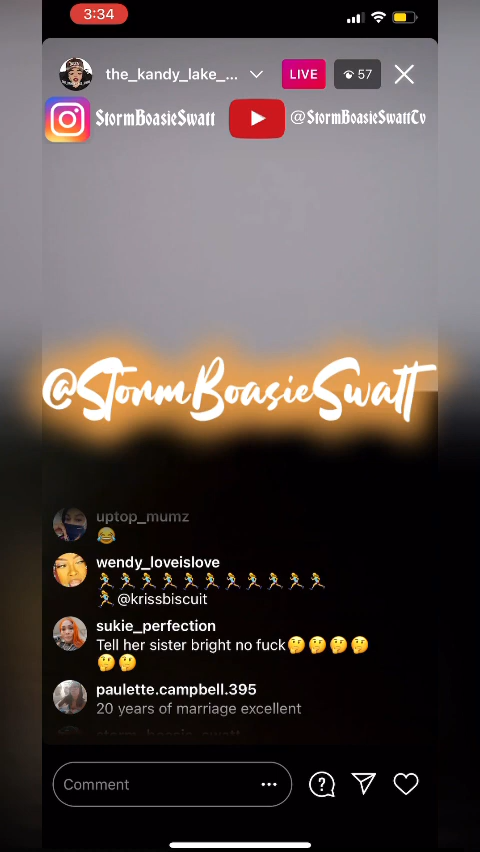 3:34
the_kandy_lake_...
LIVE
57
StormBoasieSwatt
@StormBoasieSwattTv
@StormBoasieSwatt
uptop_mumz
😂
wendy_loveislove
🏃‍♀️🏃‍♀️🏃‍♀️🏃‍♀️🏃‍♀️🏃‍♀️🏃‍♀️🏃‍♀️🏃‍♀️🏃‍♀️🏃‍♀️
🏃‍♀️@krissbiscuit
sukie_perfection
Tell her sister bright no fuck🤔🤔🤔🤔
🤔🤔
paulette.campbell.395
20 years of marriage excellent
storm_boasie_swatt
Comment